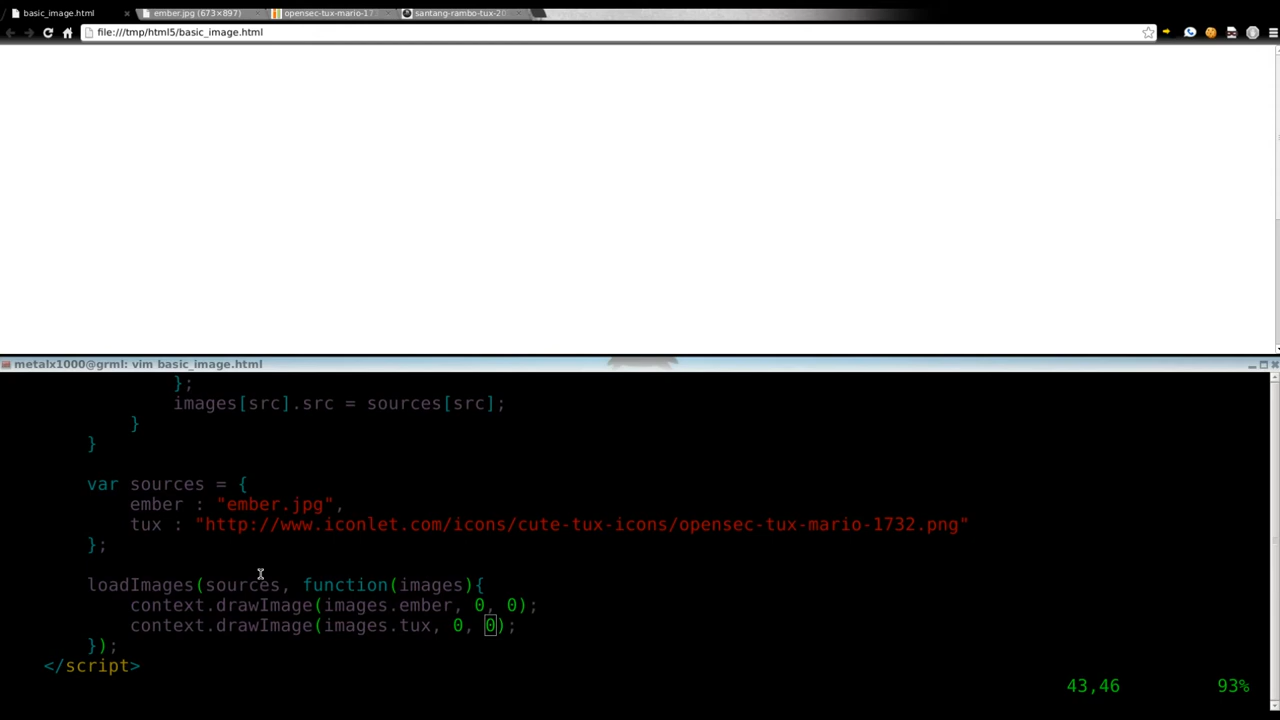 basic_image.html
ember.jpg (673×897)
opensec-tux-mario-17
santang-rambo-tux-20
file:///tmp/html5/basic_image.html
metalx1000@grml: vim basic_image.html
};
images[src].src = sources[src];
}
}
var sources = {
ember : "ember.jpg",
tux : "http://www.iconlet.com/icons/cute-tux-icons/opensec-tux-mario-1732.png"
};
loadImages(sources, function(images){
context.drawImage(images.ember, 0, 0);
context.drawImage(images.tux, 0, 0);
});
</script>
43,46 93%